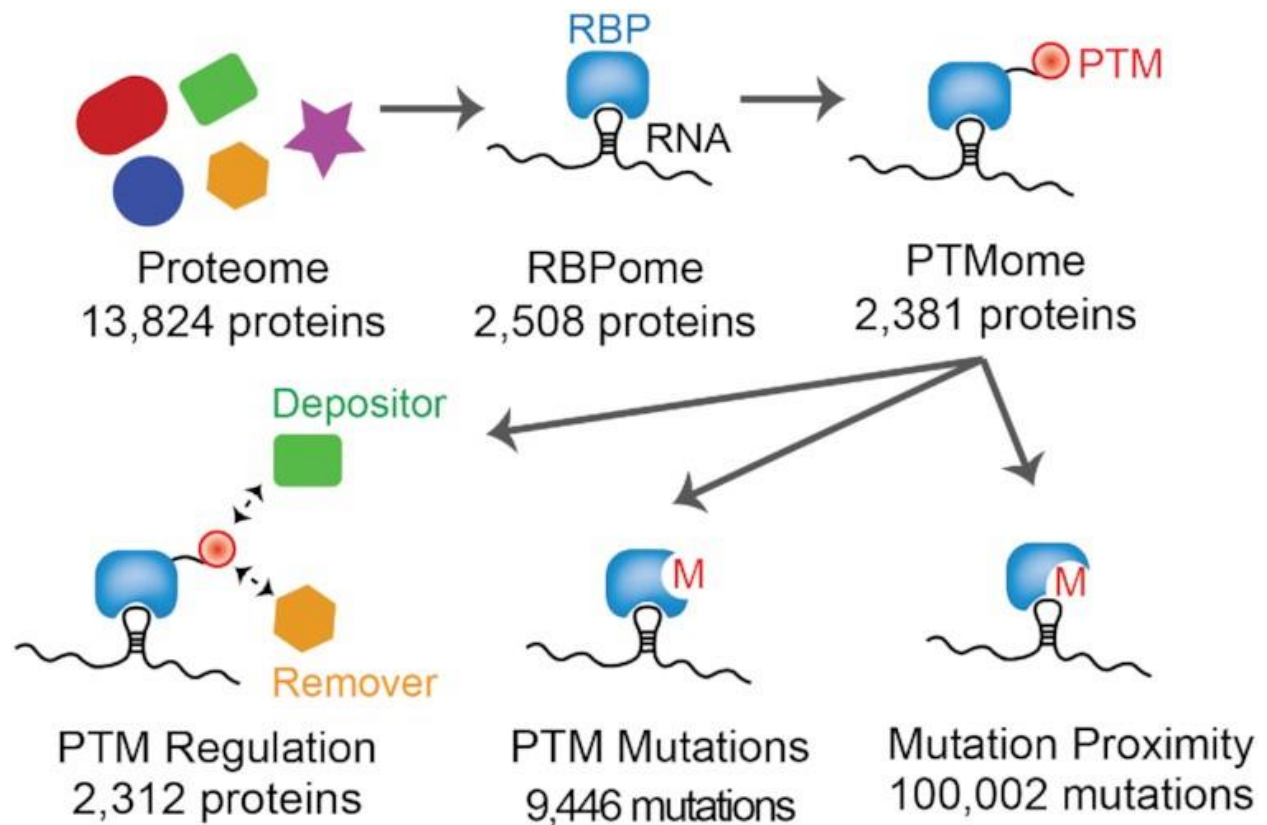 RBP
PTM
RNA
Proteome
13,824 proteins
RBPome
2,508 proteins
PTMome
2,381 proteins
Depositor
Remover
M
M
PTM Regulation
2,312 proteins
PTM Mutations
9,446 mutations
Mutation Proximity
100,002 mutations